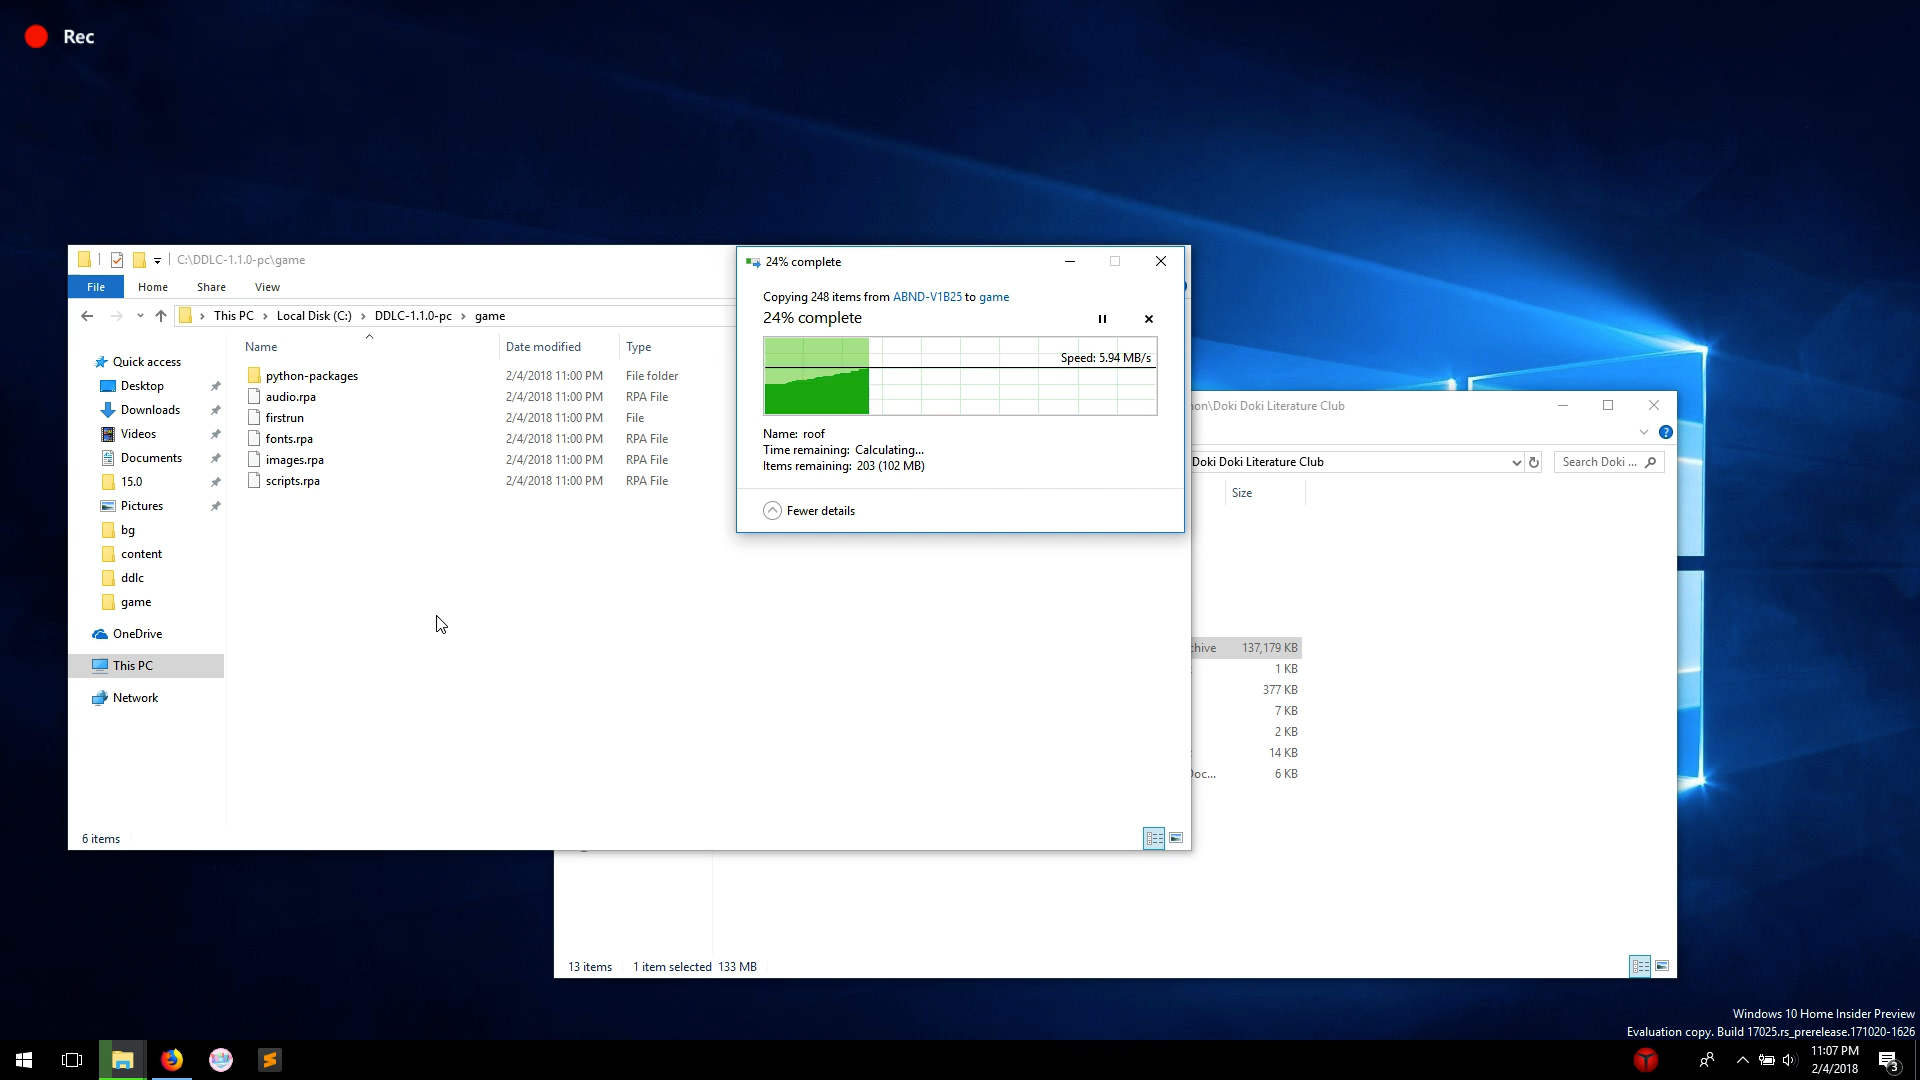 Rec
C:\DDLC-1.1.0-pc\game
File Home Share View
This PC Local Disk (C:) DDLC-1.1.0-pc game
Name Date modified Type
Quick access
Desktop
Downloads
Videos
Documents
15.0
Pictures
bg
content
ddlc
game
OneDrive
This PC
Network
python-packages 2/4/2018 11:00 PM File folder
audio.rpa 2/4/2018 11:00 PM RPA File
firstrun 2/4/2018 11:00 PM File
fonts.rpa 2/4/2018 11:00 PM RPA File
images.rpa 2/4/2018 11:00 PM RPA File
scripts.rpa 2/4/2018 11:00 PM RPA File
6 items
24% complete
Copying 248 items from ABND-V1B25 to game
24% complete
Speed: 5.94 MB/s
Name: roof
Time remaining: Calculating...
Items remaining: 203 (102 MB)
Fewer details
on\Doki Doki Literature Club
Doki Doki Literature Club Search Doki ...
Size
chive 137,179 KB
1 KB
377 KB
7 KB
2 KB
14 KB
Doc... 6 KB
13 items 1 item selected 133 MB
Windows 10 Home Insider Preview
Evaluation copy. Build 17025.rs_prerelease.171020-1626
11:07 PM
2/4/2018
3